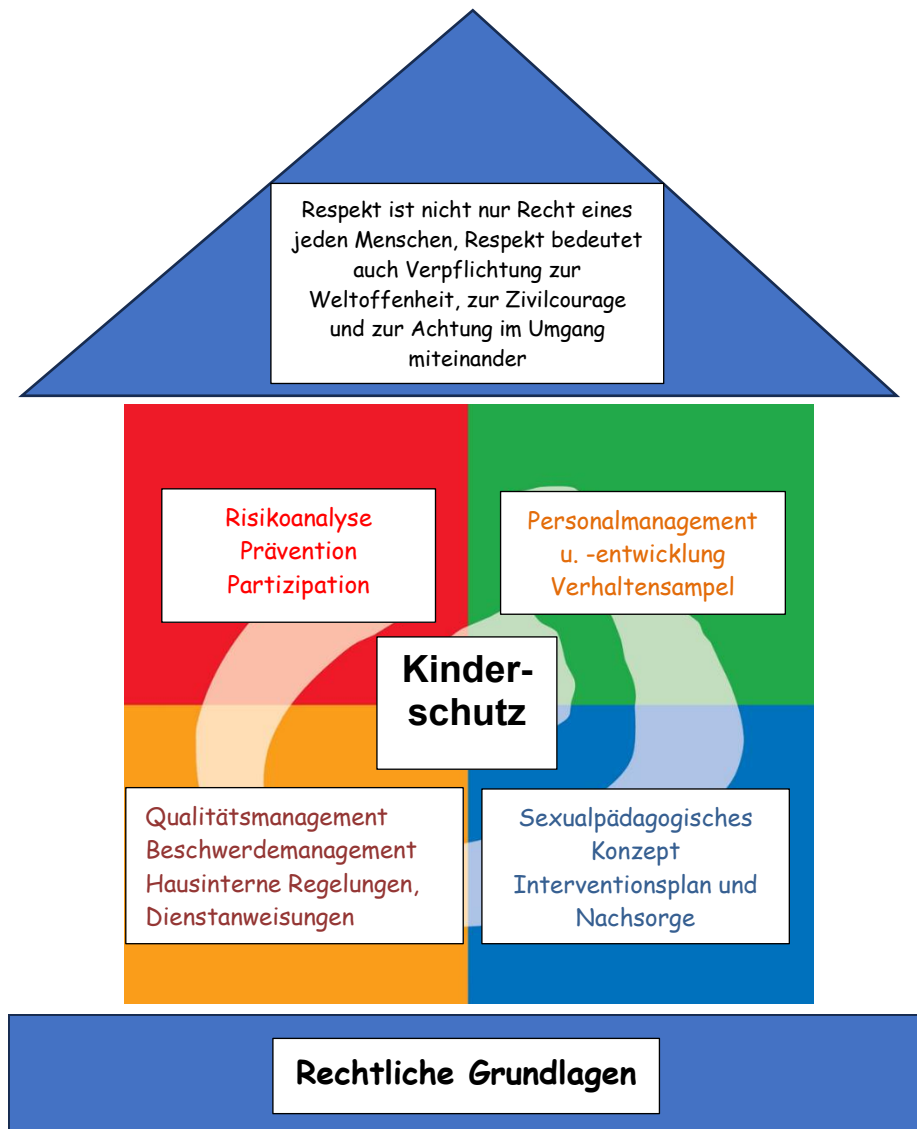 Respekt ist nicht nur Recht eines
jeden Menschen, Respekt bedeutet
auch Verpflichtung zur
Weltoffenheit, zur Zivilcourage
und zur Achtung im Umgang
miteinander
Risikoanalyse
Prävention
Partizipation
Personalmanagement
u. -entwicklung
Verhaltensampel
Kinder-
schutz
Qualitätsmanagement
Beschwerdemanagement
Hausinterne Regelungen,
Dienstanweisungen
Sexualpädagogisches
Konzept
Interventionsplan und
Nachsorge
Rechtliche Grundlagen